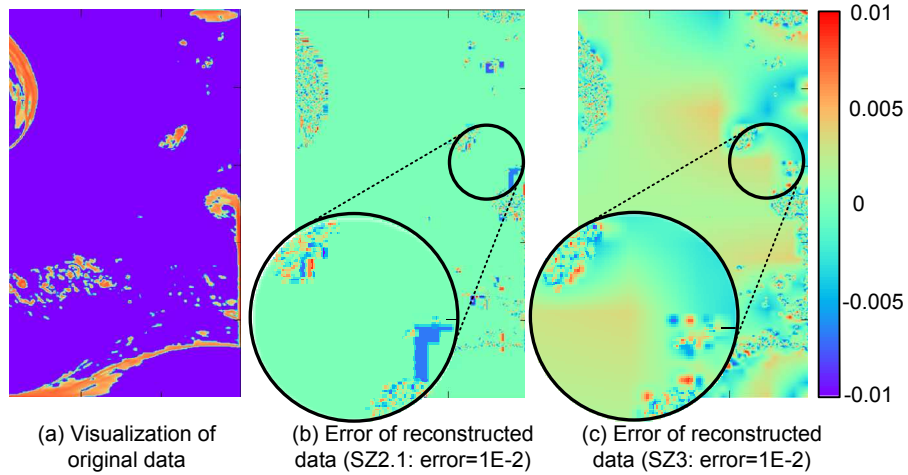 0.01
0.005
0
-0.005
-0.01
(a) Visualization of
original data
(b) Error of reconstructed
data (SZ2.1: error=1E-2)
(c) Error of reconstructed
data (SZ3: error=1E-2)